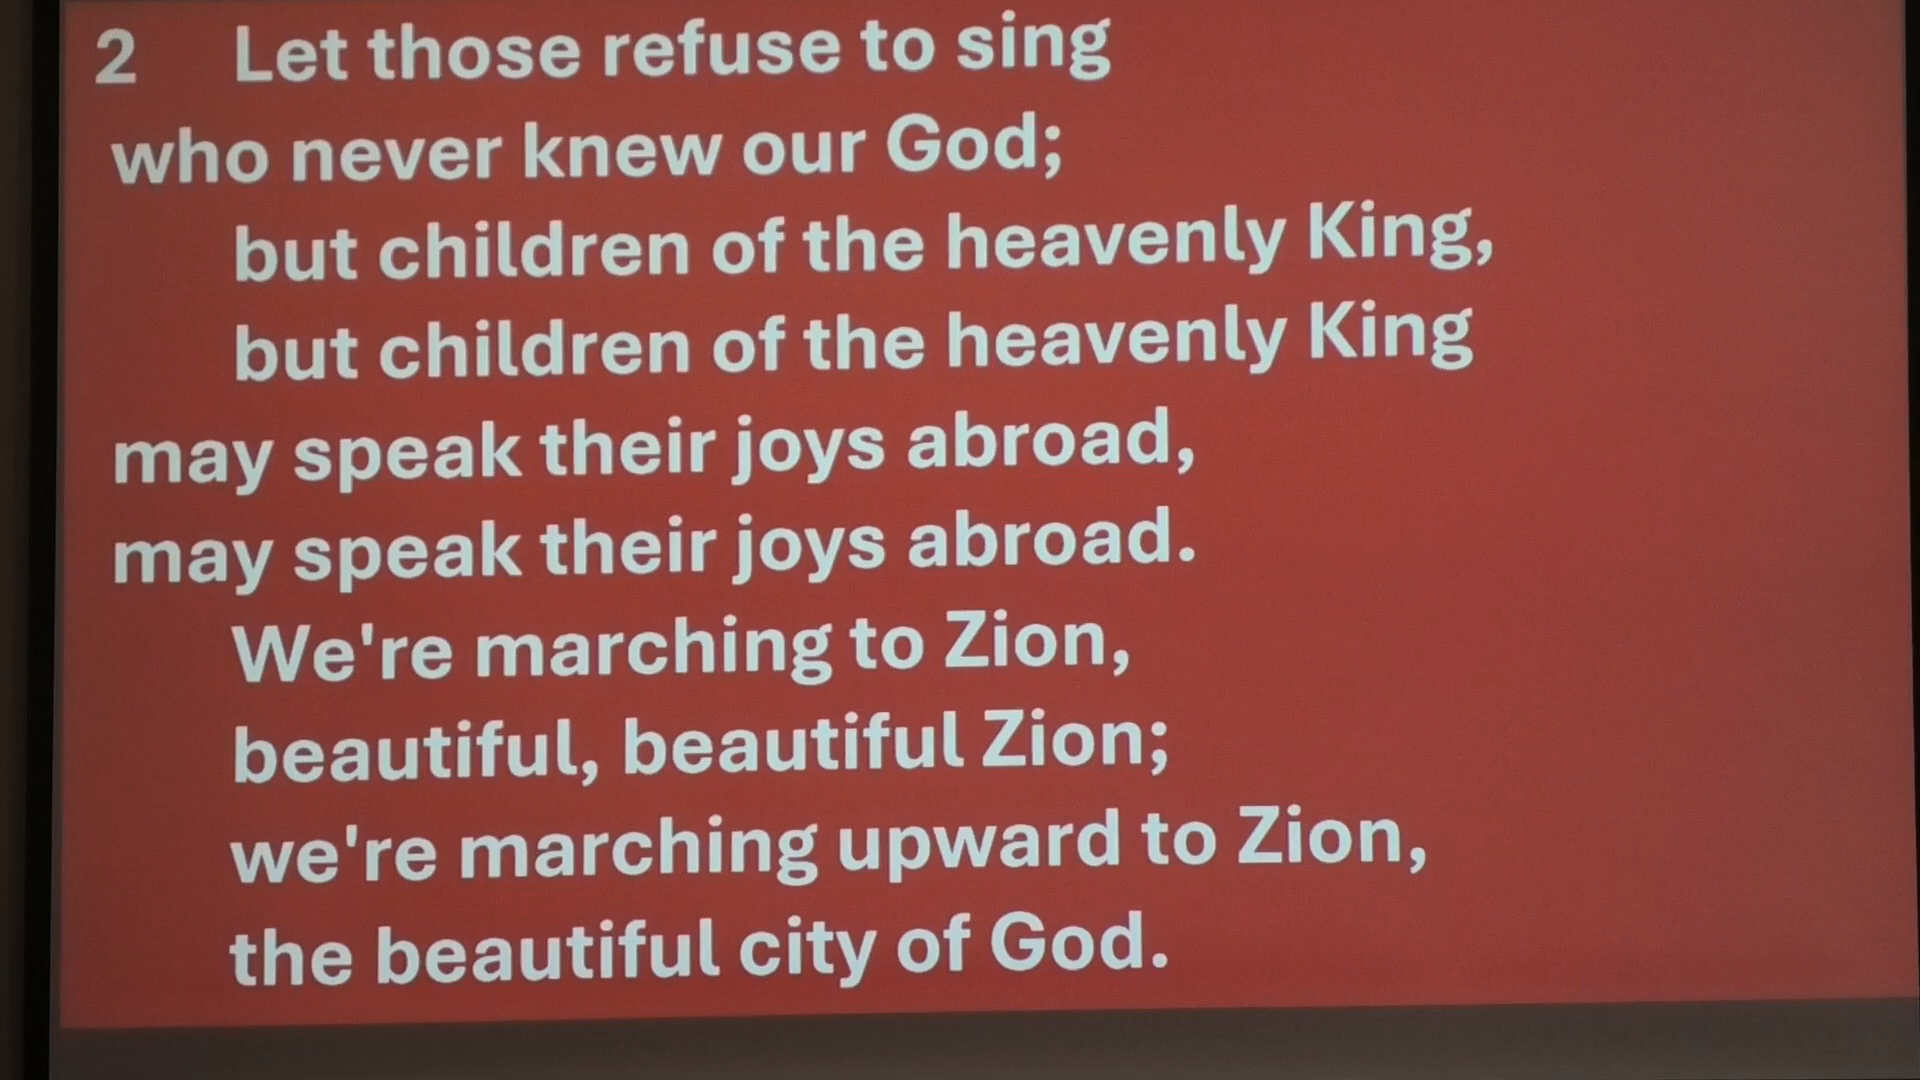 2 Let those refuse to sing
who never knew our God;
but children of the heavenly King,
but children of the heavenly King
may speak their joys abroad,
may speak their joys abroad.
We're marching to Zion,
beautiful, beautiful Zion;
we're marching upward to Zion,
the beautiful city of God.